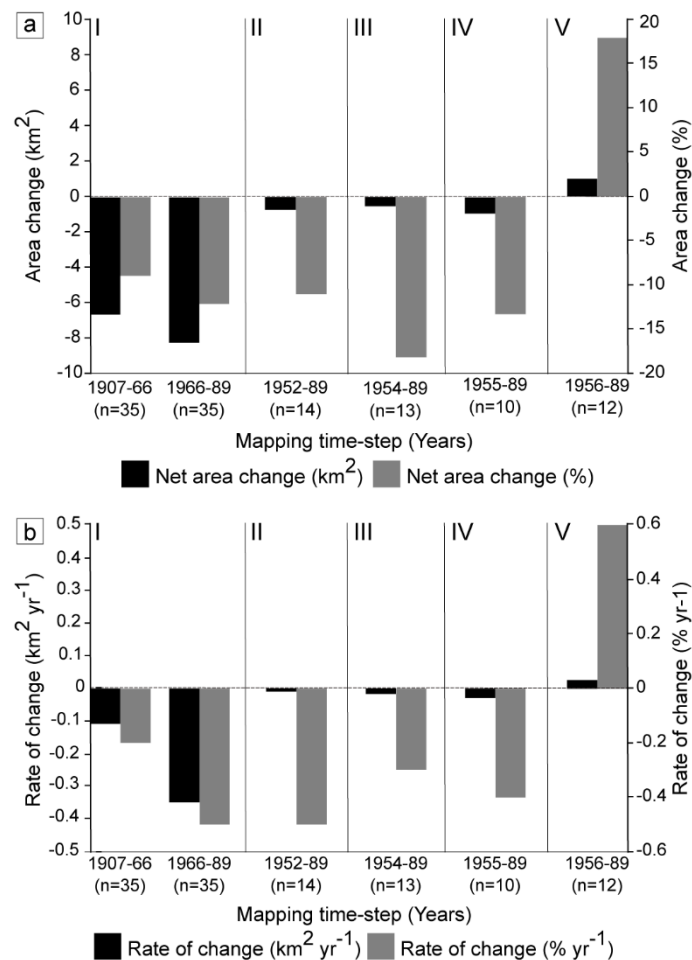 a
I II III IV V
10
8
6
4
2
0
-2
-4
-6
-8
-10
Area change (km²)
20
15
10
5
0
-5
-10
-15
-20
Area change (%)
1907-66 1966-89 1952-89 1954-89 1955-89 1956-89
(n=35) (n=35) (n=14) (n=13) (n=10) (n=12)
Mapping time-step (Years)
Net area change (km²) Net area change (%)
b
I II III IV V
0.5
0.4
0.3
0.2
0.1
0
-0.1
-0.2
-0.3
-0.4
-0.5
Rate of change (km² yr⁻¹)
0.6
0.4
0.2
0
-0.2
-0.4
-0.6
Rate of change (% yr-1)
1907-66 1966-89 1952-89 1954-89 1955-89 1956-89
(n=35) (n=35) (n=14) (n=13) (n=10) (n=12)
Mapping time-step (Years)
Rate of change (km² yr⁻¹) Rate of change (% yr⁻¹)